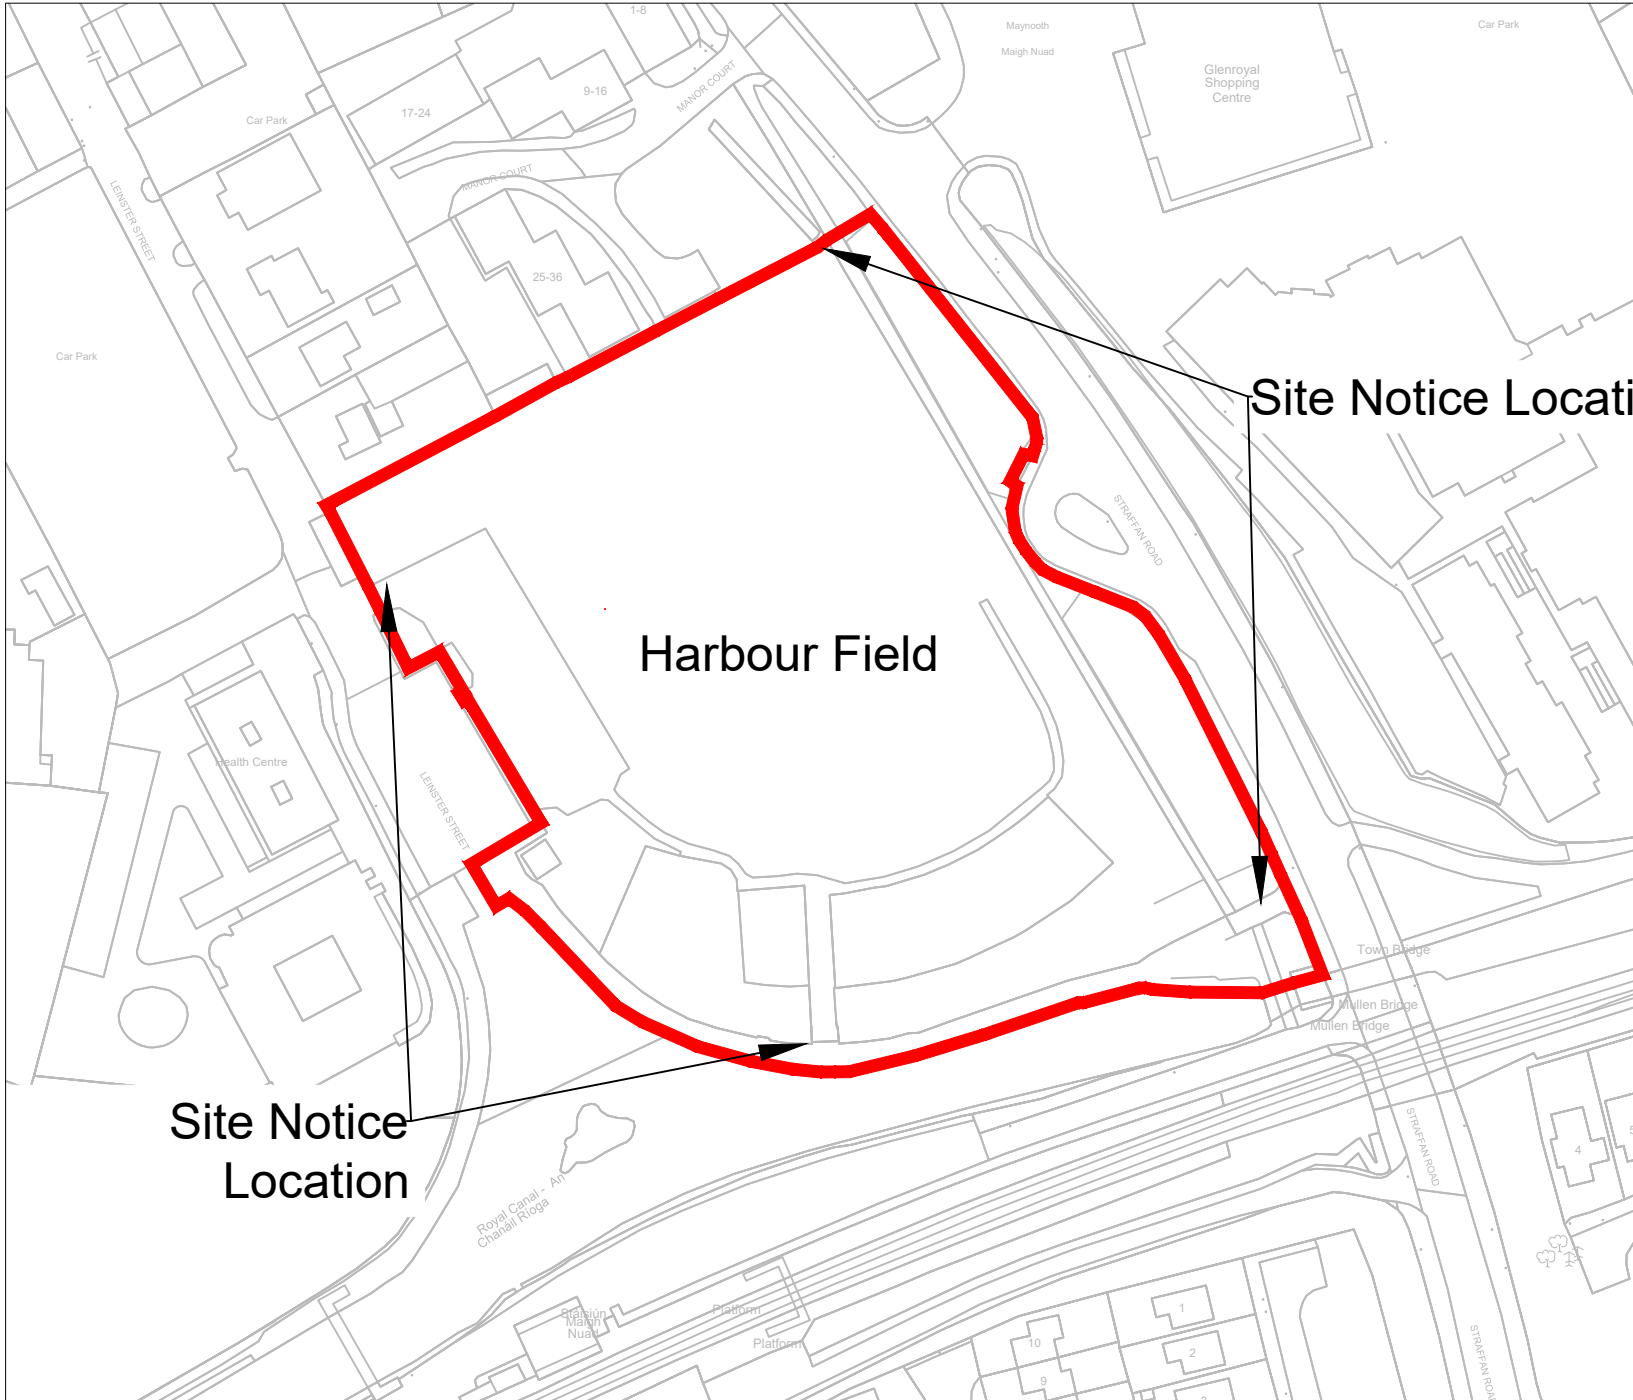 1-8
Maynooth
Maigh Nuad
Car Park
Glenroyal
Shopping
Centre
MANOR COURT
9-16
17-24
Car Park
MANOR COURT
LEINSTER STREET
25-36
Car Park
Site Notice Locati
STRAFFAN ROAD
Harbour Field
Health Centre
LEINSTER STREET
Town Bridge
Mullen Bridge
Mullen Bridge
Site Notice
Location
STRAFFAN ROAD
4
5
Royal Canal - An
Chanáil Ríoga
Stáisiún
Maigh
Nuad
Platform
Platform
1
10
2
9
3
STRAFFAN ROAD